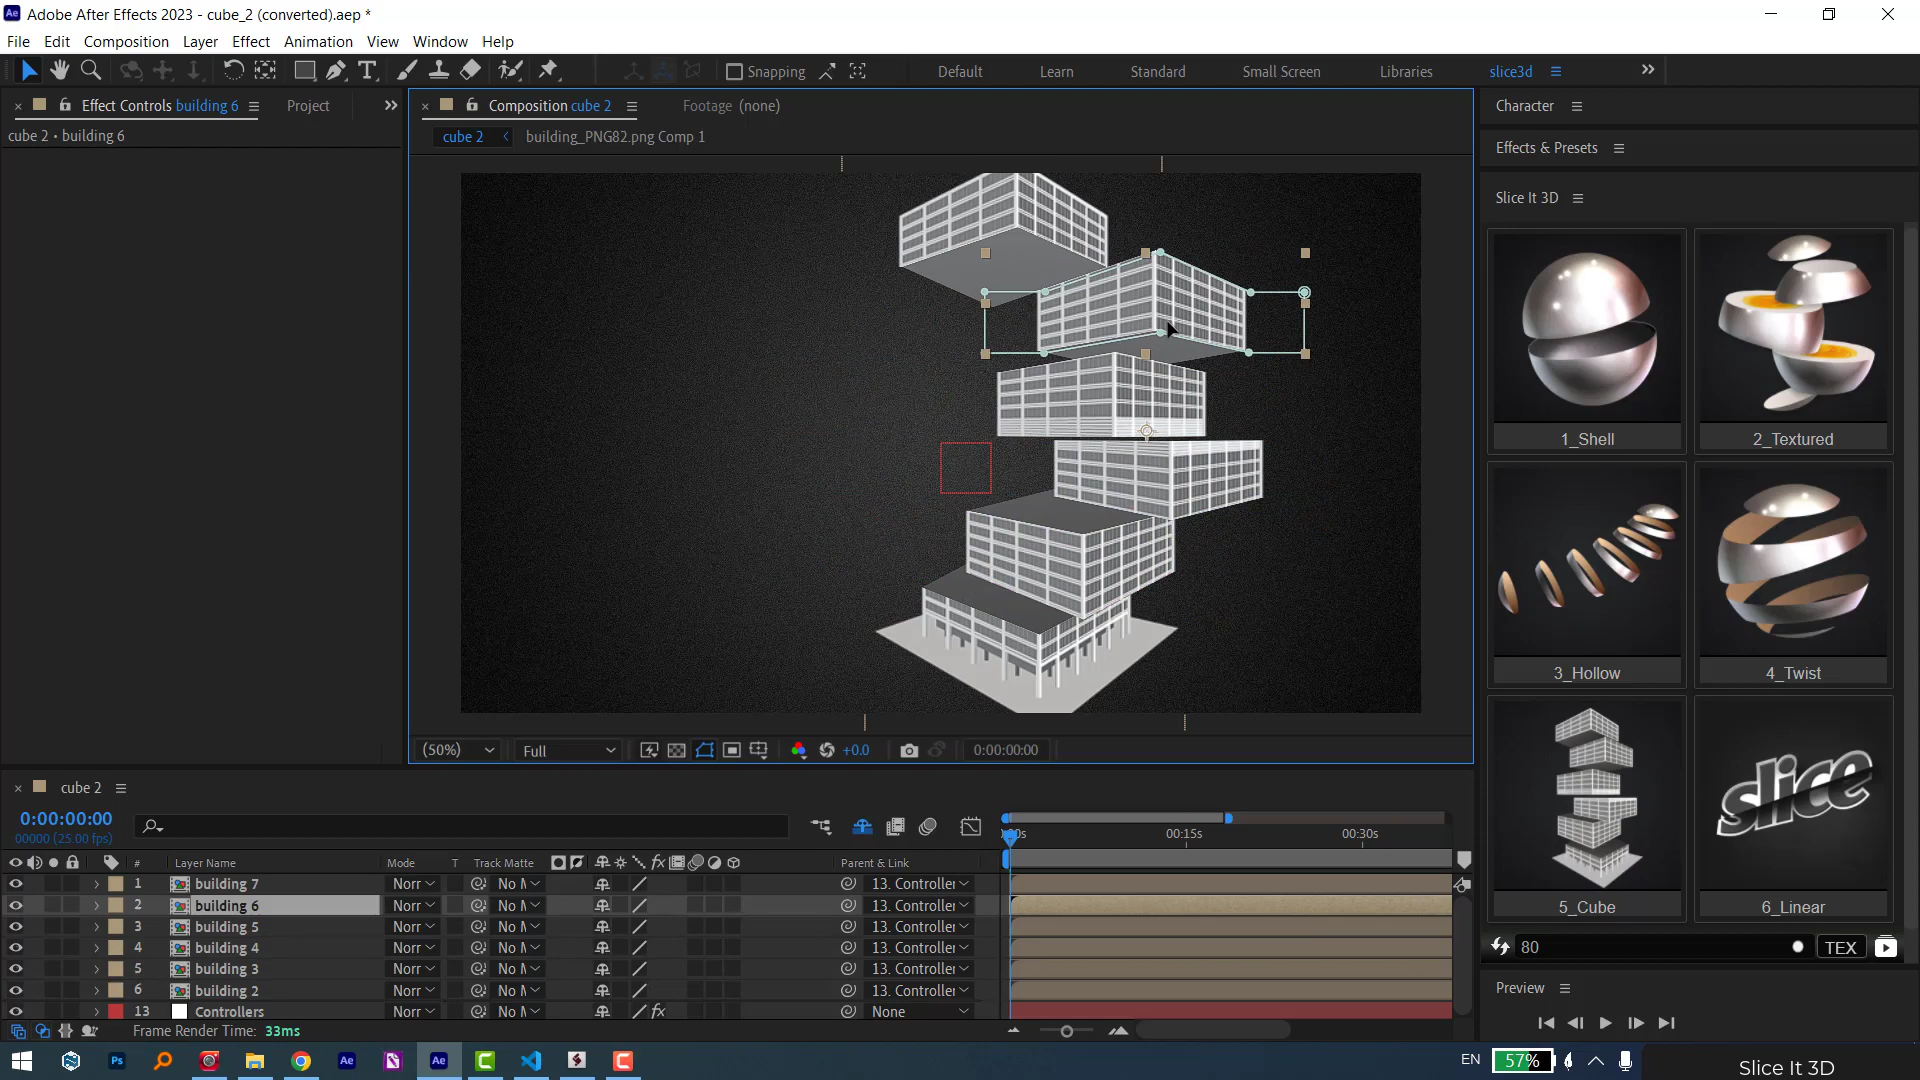 Adobe After Effects 2023 - cube_2 (converted).aep *
File Edit Composition Layer Effect Animation View Window Help
Snapping Default Learn Standard Small Screen Libraries slice3d
Effect Controls building 6 Project
Composition cube 2 Footage (none)
Character
cube 2 • building 6
cube 2 building_PNG82.png Comp 1
Effects & Presets
Slice It 3D
1_Shell 2_Textured
3_Hollow 4_Twist
5_Cube 6_Linear
(50%) Full +0.0 0:00:00:00
cube 2
0:00:00:00
00000 (25.00 fps)
00:15s 00:30s
# Layer Name Mode T Track Matte Parent & Link
1 building 7 Norr No M 13. Controller
2 building 6 Norr No M 13. Controller
3 building 5 Norr No M 13. Controller
4 building 4 Norr No M 13. Controller
5 building 3 Norr No M 13. Controller
6 building 2 Norr No M 13. Controller
13 Controllers Norr No M None
Frame Render Time: 33ms
80 TEX
Preview
EN 57%
Slice It 3D